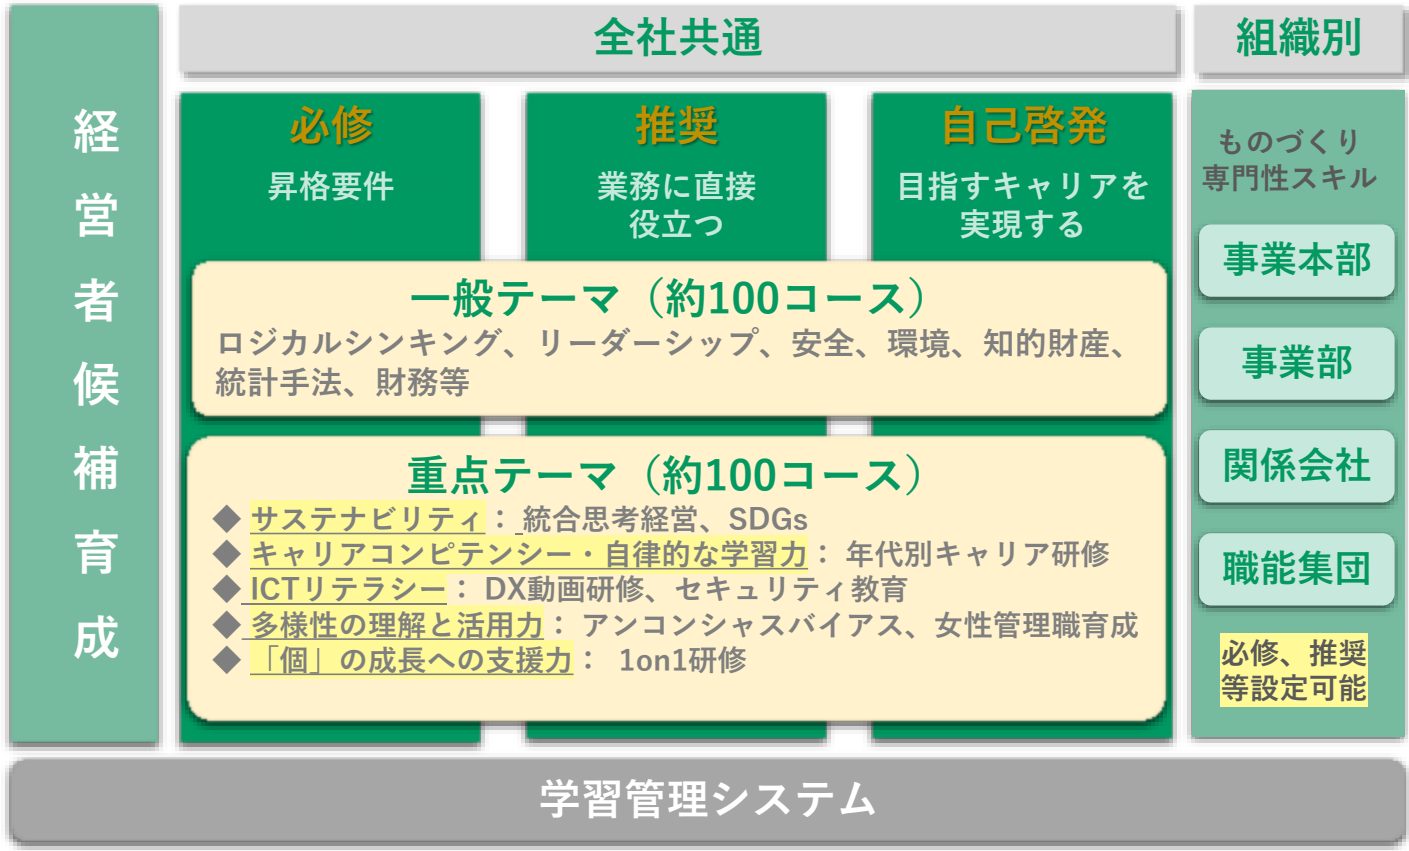 経営者候補育成
全社共通
必修
昇格要件
推奨
業務に直接
役立つ
自己啓発
目指すキャリアを
実現する
一般テーマ（約100コース）
ロジカルシンキング、リーダーシップ、安全、環境、知的財産、
統計手法、財務等
重点テーマ（約100コース）
◆ サステナビリティ： 統合思考経営、SDGs
◆ キャリアコンピテンシー・自律的な学習力： 年代別キャリア研修
◆ ICTリテラシー： DX動画研修、セキュリティ教育
◆ 多様性の理解と活用力： アンコンシャスバイアス、女性管理職育成
◆ 「個」の成長への支援力： 1on1研修
組織別
ものづくり
専門性スキル
事業本部
事業部
関係会社
職能集団
必修、推奨
等設定可能
学習管理システム